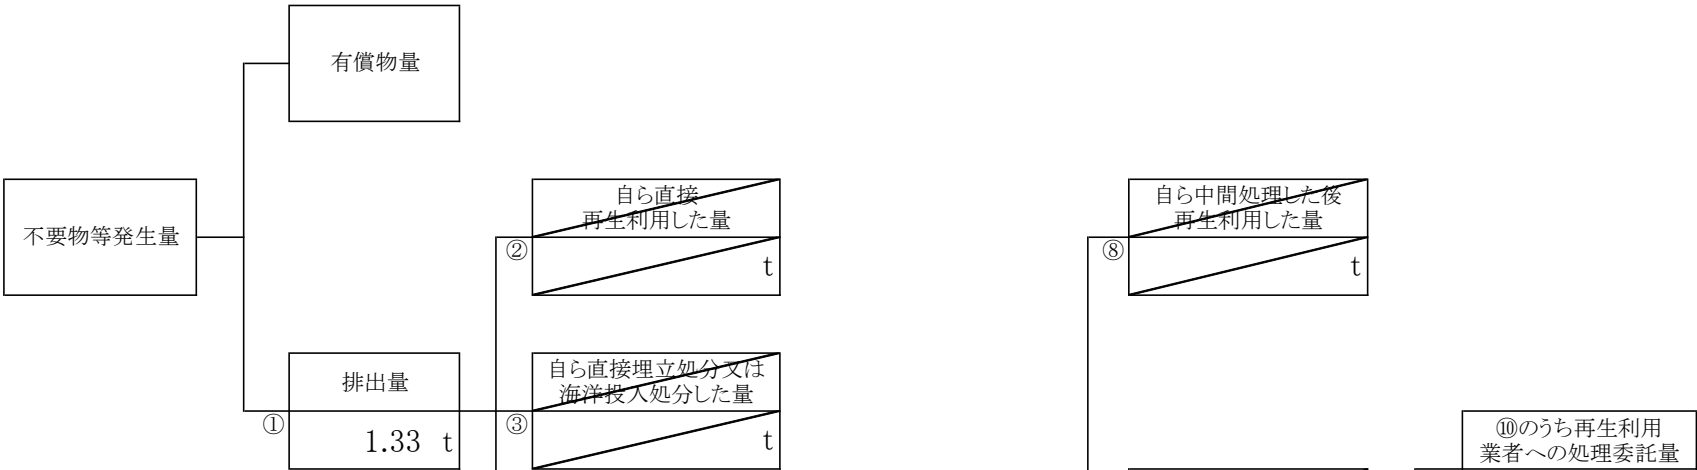 有償物量
不要物等発生量
自ら直接
再生利用した量
②
t
自ら中間処理した後
再生利用した量
⑧
t
排出量
①
1.33 t
自ら直接埋立処分又は
海洋投入処分した量
③
t
⑩のうち再生利用
業者への処理委託量